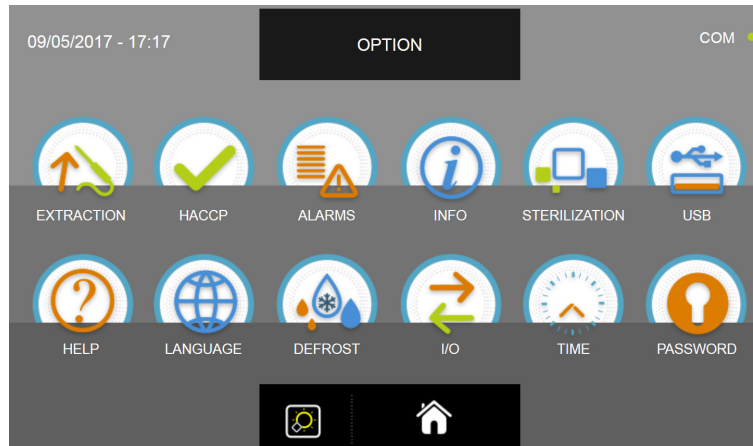 09/05/2017 - 17:17
OPTION
COM
EXTRACTION
HACCP
ALARMS
INFO
STERILIZATION
USB
HELP
LANGUAGE
DEFROST
I/O
TIME
PASSWORD